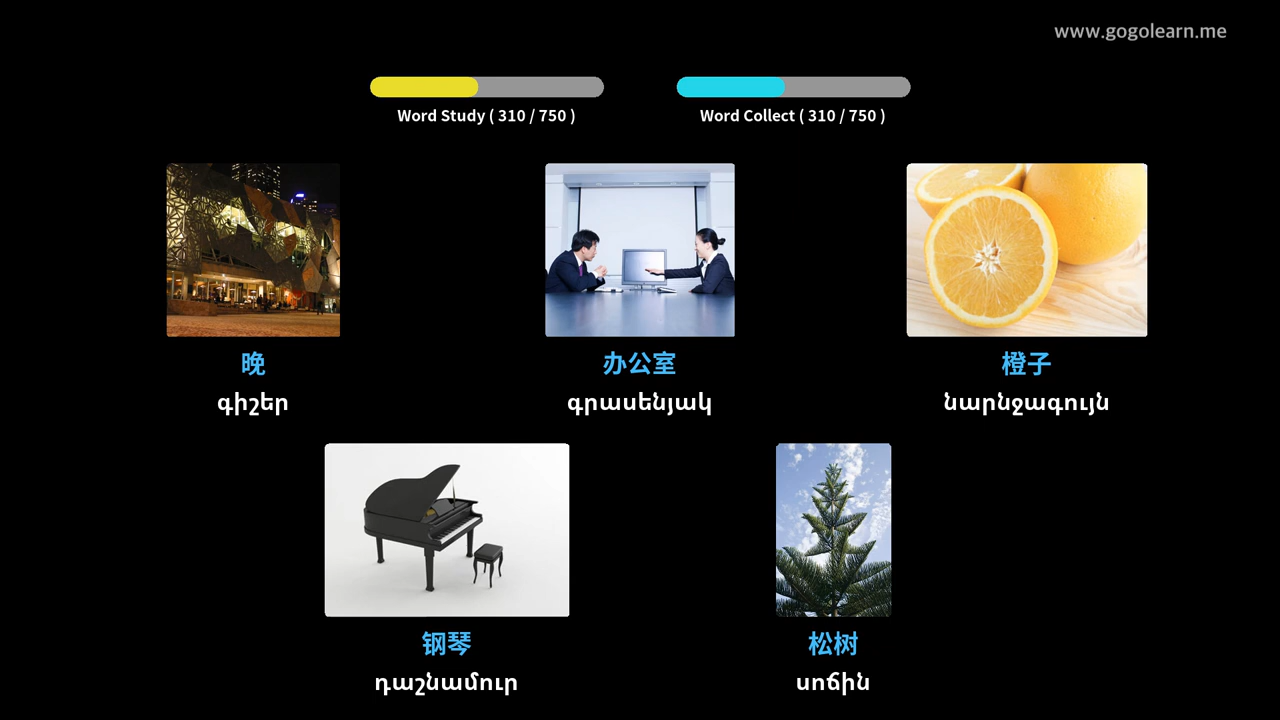 www.gogolearn.me
Word Study ( 310 / 750 )
Word Collect ( 310 / 750 )
晚
办公室
橙子
գիշեր
գրասենյակ
նարնջագույն
钢琴
松树
դաշնամուր
սոճին